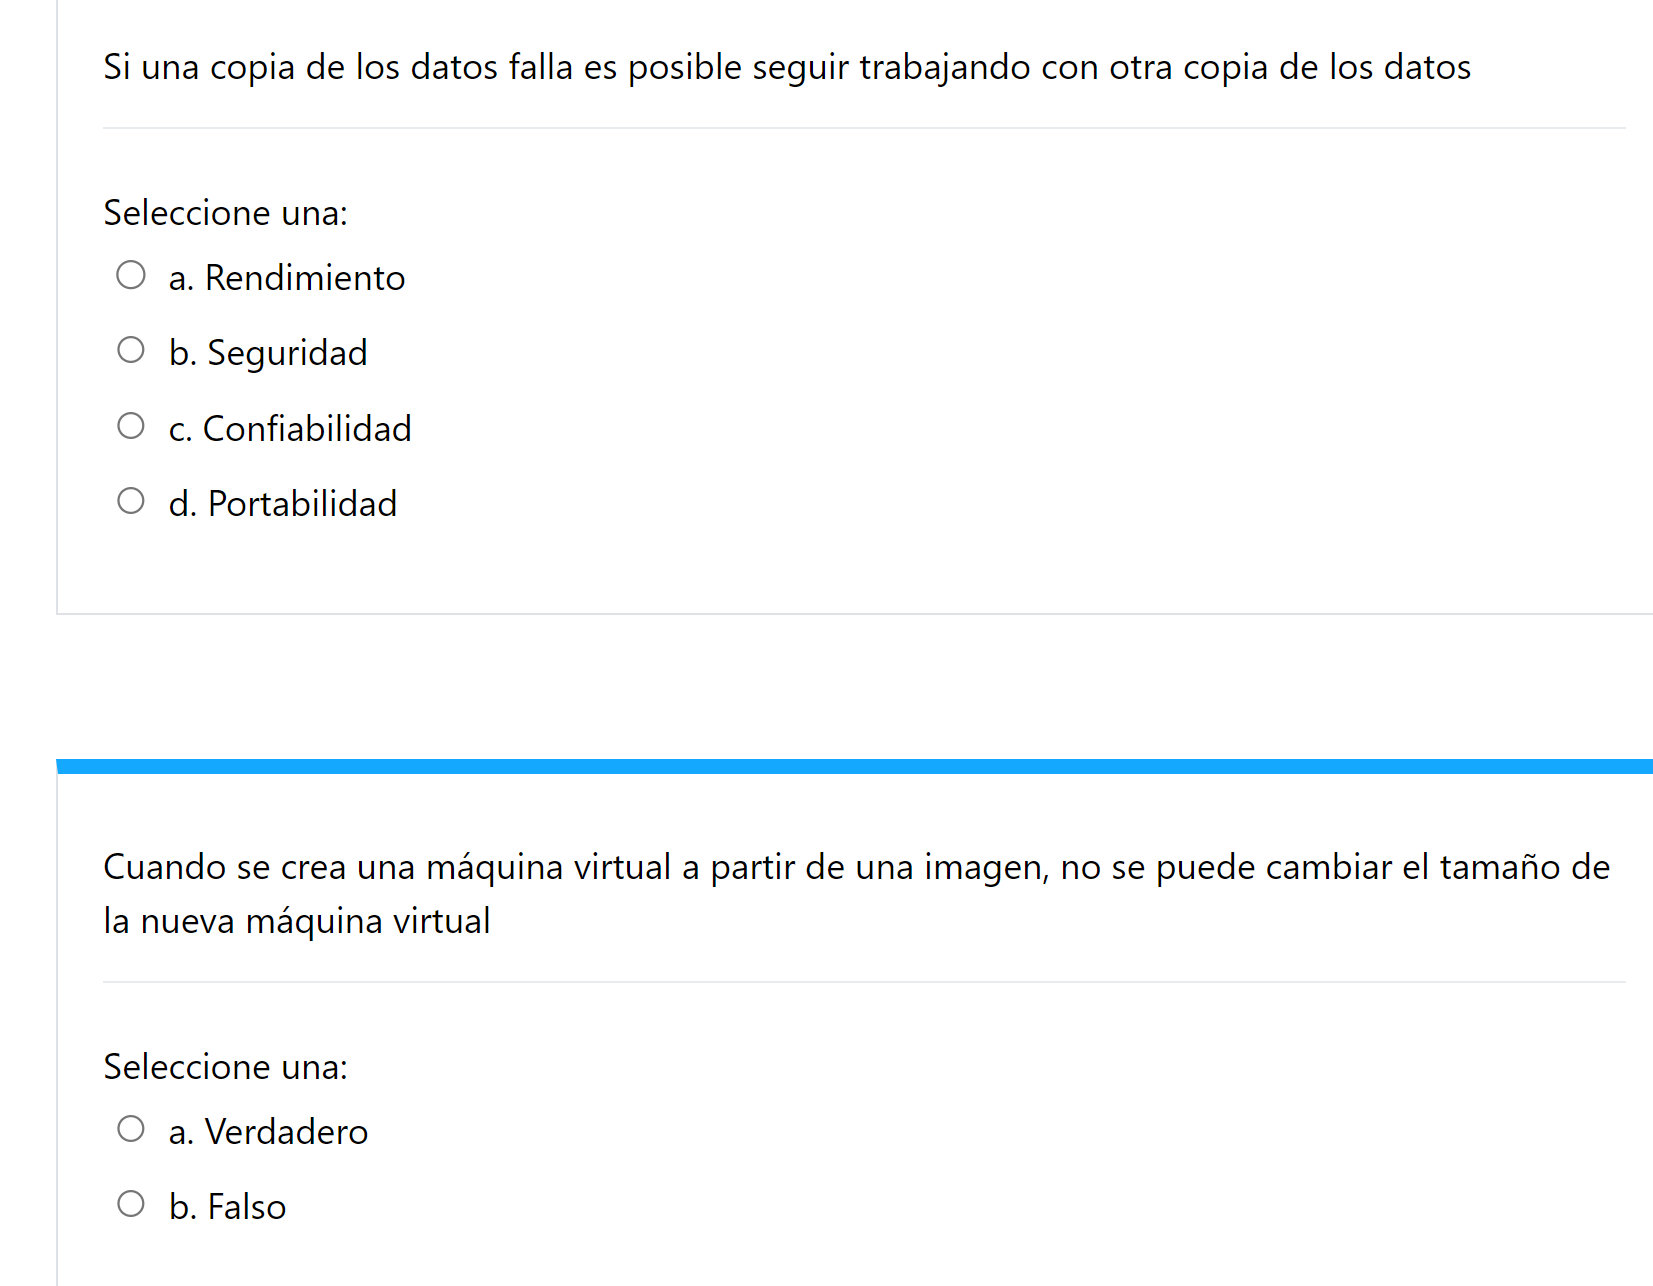 Si una copia de los datos falla es posible seguir trabajando con otra copia de los datos
Seleccione una:
a. Rendimiento
b. Seguridad
c. Confiabilidad
d. Portabilidad
Cuando se crea una máquina virtual a partir de una imagen, no se puede cambiar el tamaño de
la nueva máquina virtual
Seleccione una:
a. Verdadero
b. Falso